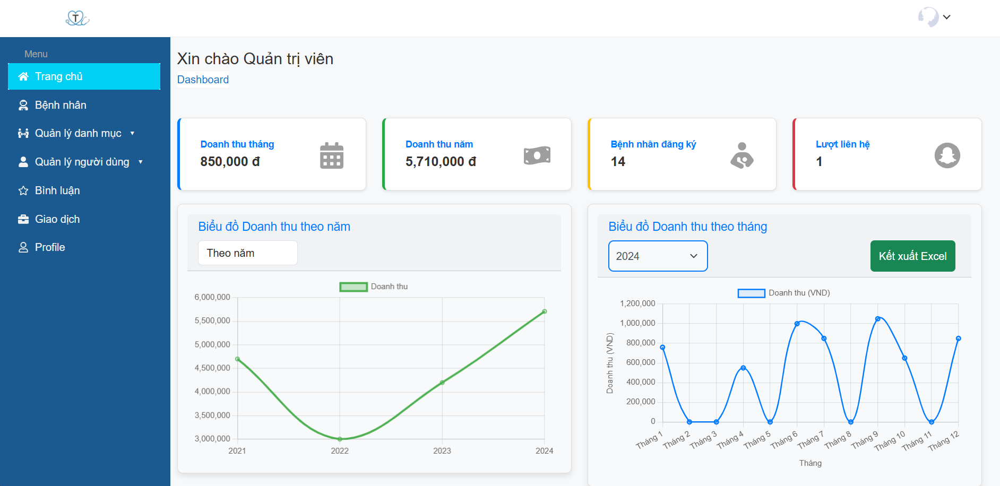 T
Menu
Trang chủ
Bệnh nhân
Quản lý danh mục
Quản lý người dùng
Bình luận
Giao dịch
Profile
Xin chào Quản trị viên
Dashboard
Doanh thu tháng
850,000 đ
Doanh thu năm
5,710,000 đ
Bệnh nhân đăng ký
14
Lượt liên hệ
1
Biểu đồ Doanh thu theo năm
Theo năm
Doanh thu
6,000,000
5,500,000
5,000,000
4,500,000
4,000,000
3,500,000
3,000,000
2021 2022 2023 2024
Biểu đồ Doanh thu theo tháng
2024
Kết xuất Excel
Doanh thu (VND)
Doanh thu (VND)
1,200,000
1,000,000
800,000
600,000
400,000
200,000
0
Tháng 1 Tháng 2 Tháng 3 Tháng 4 Tháng 5 Tháng 6 Tháng 7 Tháng 8 Tháng 9 Tháng 10 Tháng 11 Tháng 12
Tháng